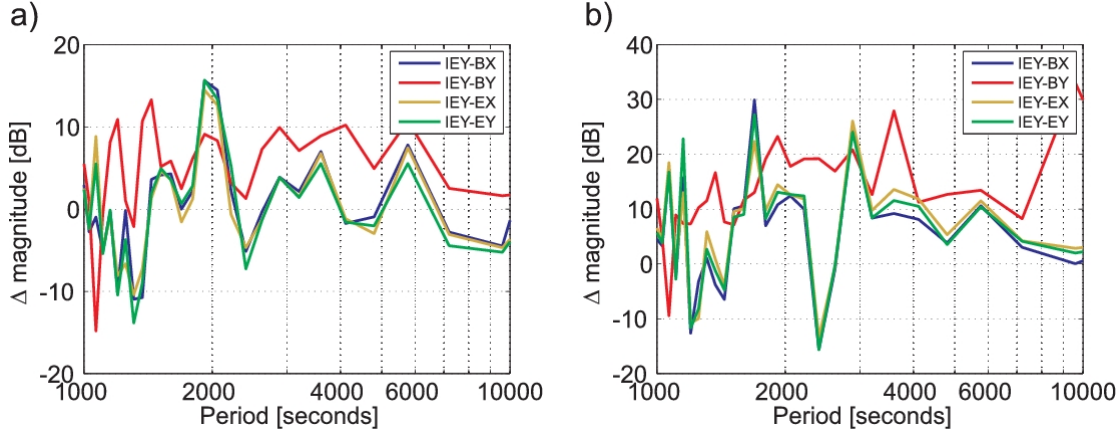 a)
20
10
0
-10
-20
Δ magnitude [dB]
1000 2000 4000 6000 10000
Period [seconds]
IEY-BX
IEY-BY
IEY-EX
IEY-EY
b)
40
30
20
10
0
-10
-20
Δ magnitude [dB]
1000 2000 4000 6000 10000
Period [seconds]
IEY-BX
IEY-BY
IEY-EX
IEY-EY